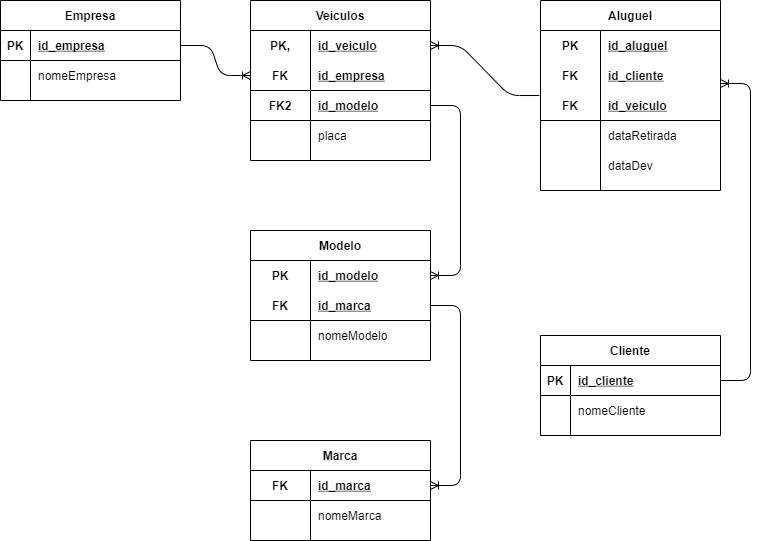 Empresa
PK id_empresa
nomeEmpresa
Veiculos
PK, id_veiculo
FK id_empresa
FK2 id_modelo
placa
Aluguel
PK id_aluguel
FK id_cliente
FK id_veiculo
dataRetirada
dataDev
Modelo
PK id_modelo
FK id_marca
nomeModelo
Cliente
PK id_cliente
nomeCliente
Marca
FK id_marca
nomeMarca